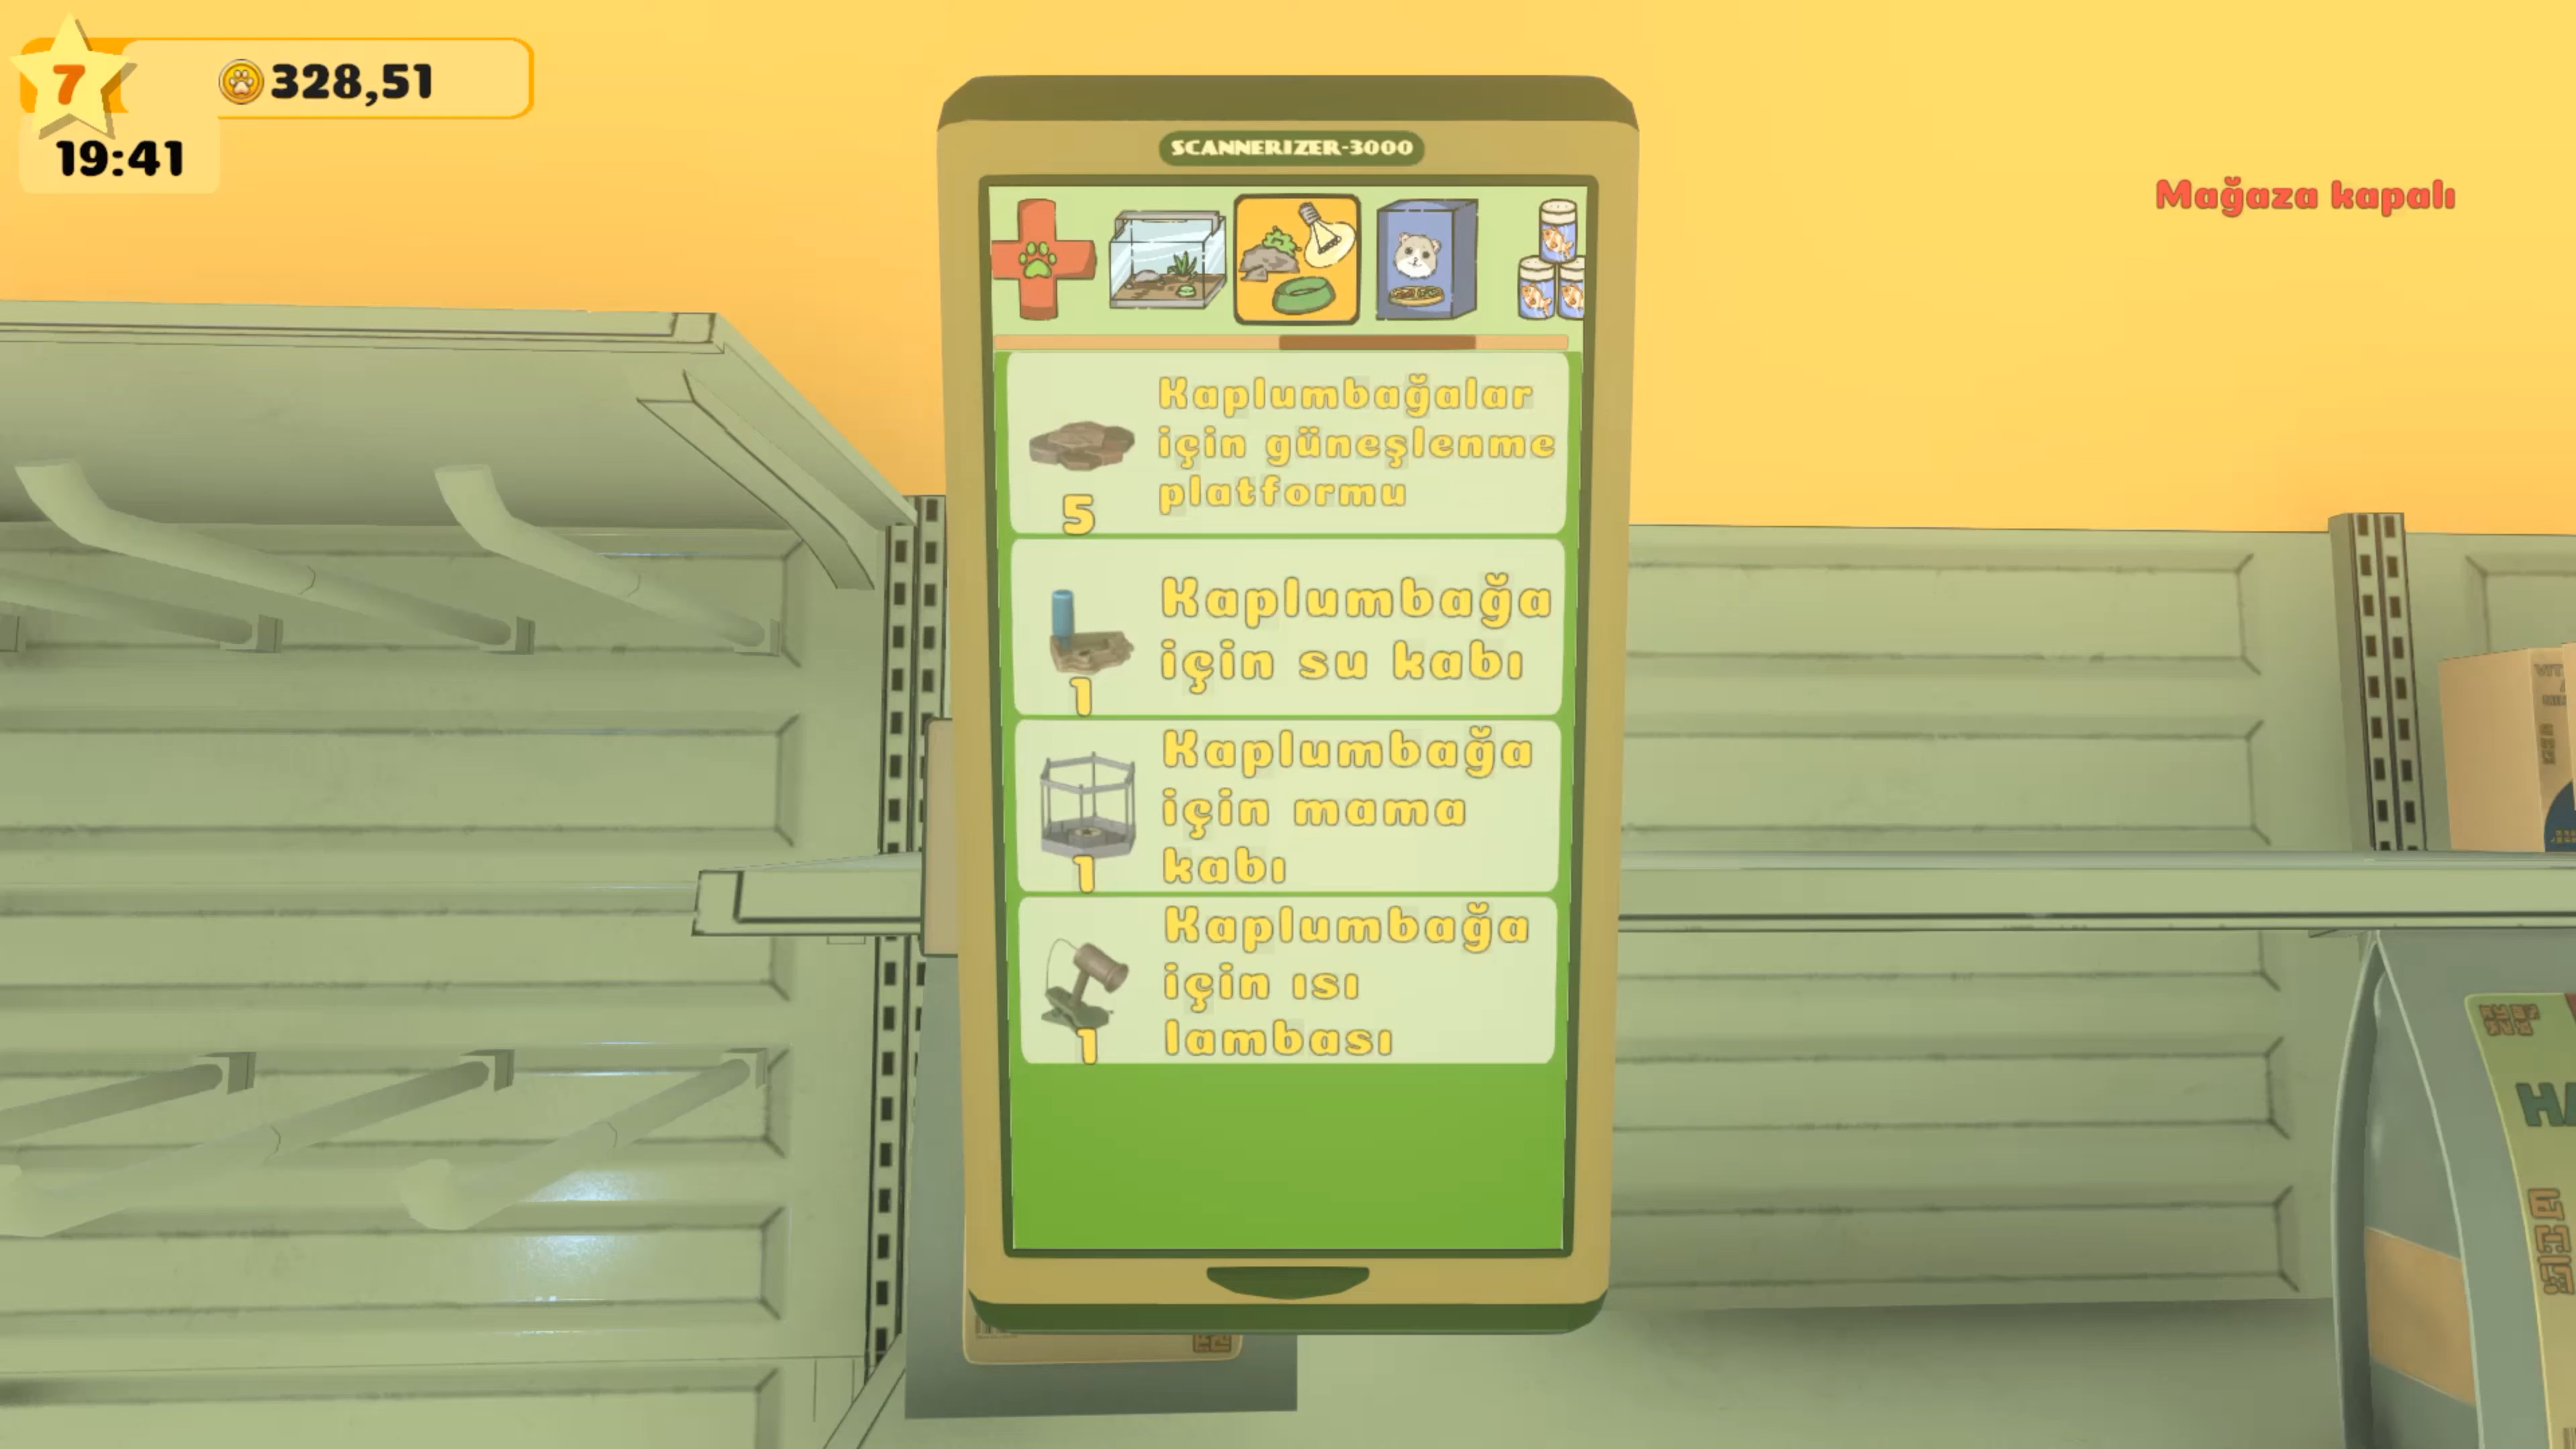 7
328,51
19:41
SCANNERIZER-3000
Mağaza kapalı
Kaplumbağalar
için güneşlenme
platformu
5
Kaplumbağa
için su kabı
1
Kaplumbağa
için mama
kabı
1
Kaplumbağa
için ısı
lambası
1